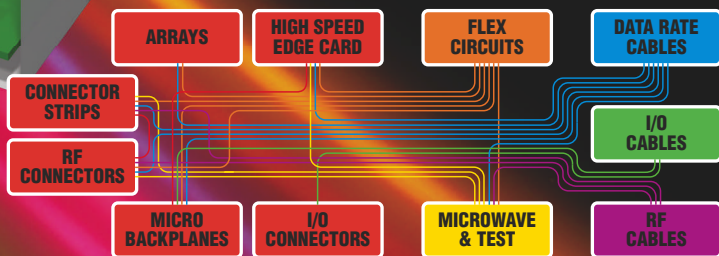 ARRAYS
HIGH SPEED
EDGE CARD
FLEX
CIRCUITS
DATA RATE
CABLES
CONNECTOR
STRIPS
I/O
CABLES
RF
CONNECTORS
MICRO
BACKPLANES
I/O
CONNECTORS
MICROWAVE
& TEST
RF
CABLES